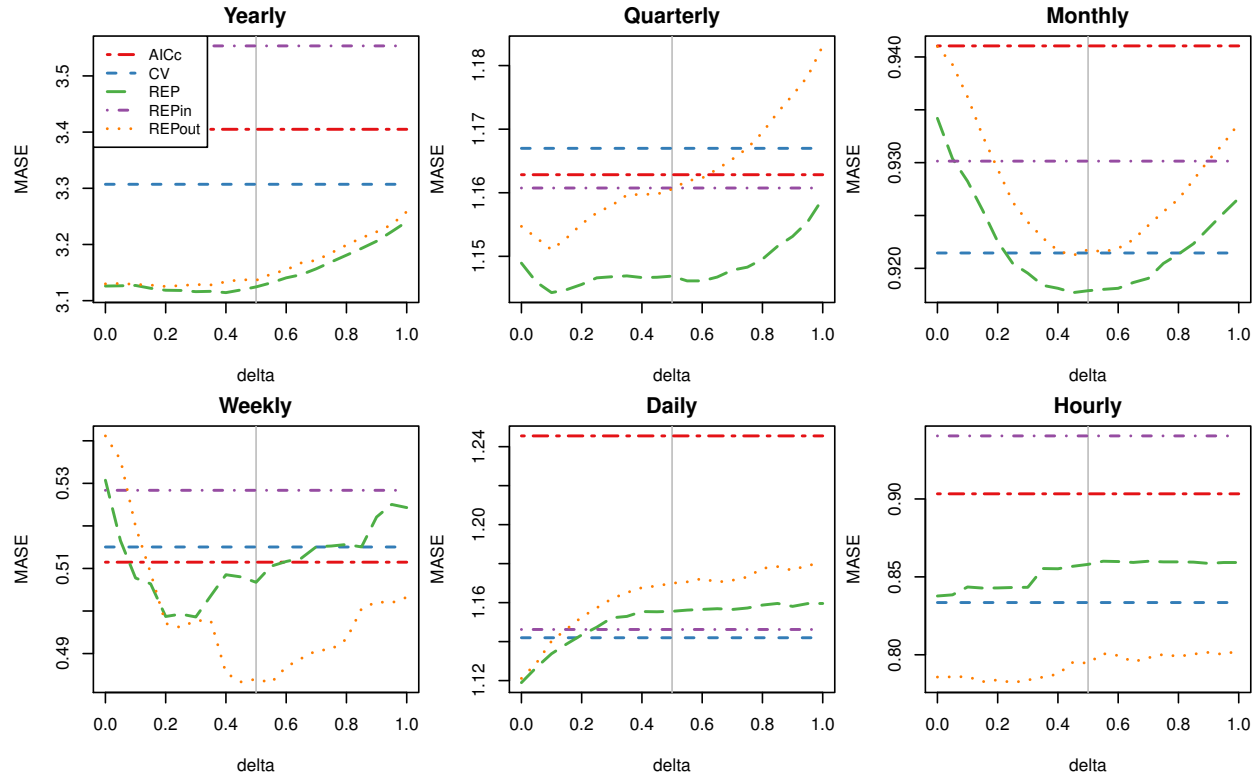 Yearly
MASE
3.1
3.2
3.3
3.4
3.5
AICc
CV
REP
REPin
REPout
0.0 0.2 0.4 0.6 0.8 1.0
delta
Quarterly
MASE
1.15
1.16
1.17
1.18
0.0 0.2 0.4 0.6 0.8 1.0
delta
Monthly
MASE
0.920
0.930
0.940
0.0 0.2 0.4 0.6 0.8 1.0
delta
Weekly
MASE
0.49
0.51
0.53
0.0 0.2 0.4 0.6 0.8 1.0
delta
Daily
MASE
1.12
1.16
1.20
1.24
0.0 0.2 0.4 0.6 0.8 1.0
delta
Hourly
MASE
0.80
0.85
0.90
0.0 0.2 0.4 0.6 0.8 1.0
delta